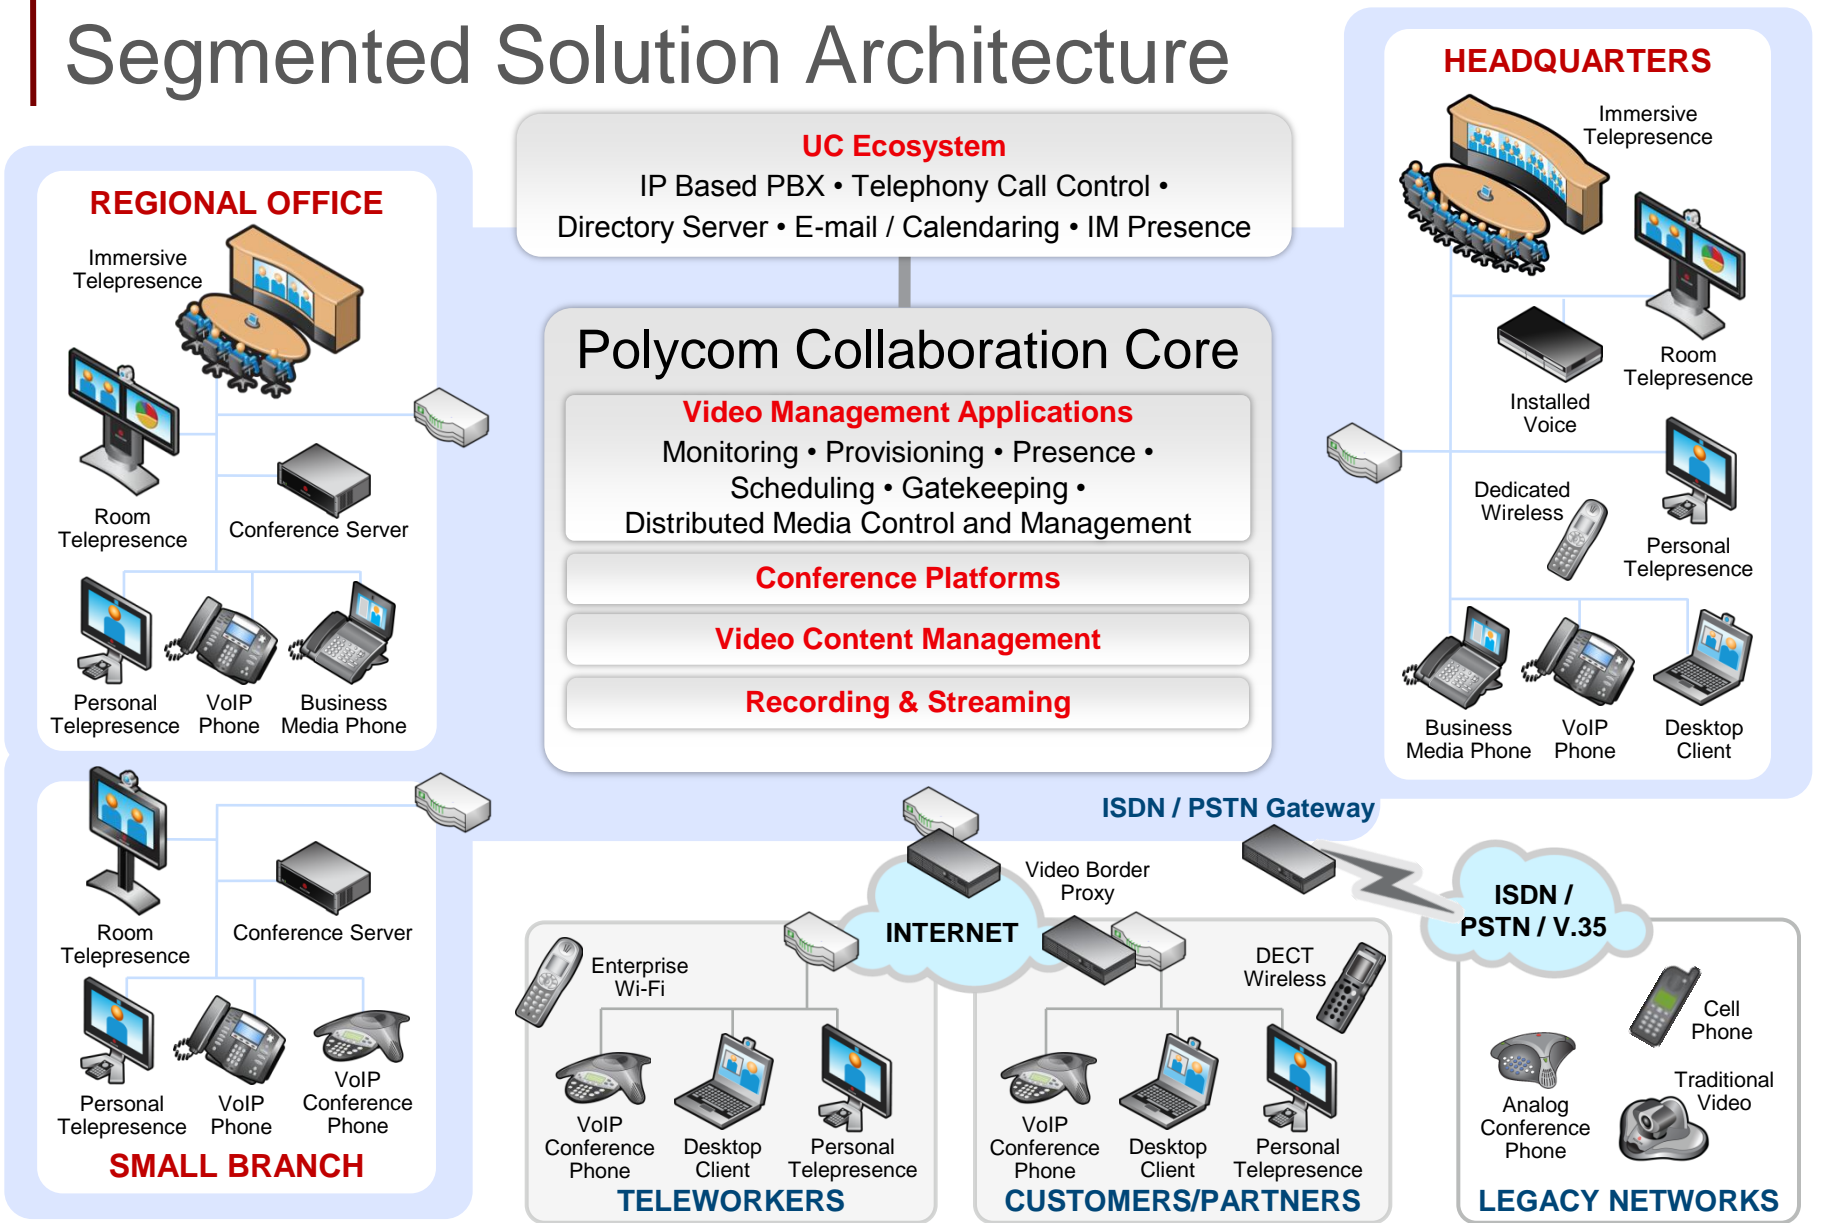 Segmented Solution Architecture
UC Ecosystem
IP Based PBX • Telephony Call Control •
Directory Server • E-mail / Calendaring • IM Presence
Polycom Collaboration Core
Video Management Applications
Monitoring • Provisioning • Presence •
Scheduling • Gatekeeping •
Distributed Media Control and Management
Conference Platforms
Video Content Management
Recording & Streaming
REGIONAL OFFICE
Immersive
Telepresence
Room
Telepresence
Conference Server
Personal
Telepresence
VoIP
Phone
Business
Media Phone
HEADQUARTERS
Immersive
Telepresence
Room
Telepresence
Installed
Voice
Dedicated
Wireless
Personal
Telepresence
Business
Media Phone
VoIP
Phone
Desktop
Client
Room
Telepresence
Conference Server
Personal
Telepresence
VoIP
Phone
VoIP
Conference
Phone
SMALL BRANCH
ISDN / PSTN Gateway
Video Border
Proxy
INTERNET
ISDN /
PSTN / V.35
Enterprise
Wi-Fi
VoIP
Conference
Phone
Desktop
Client
Personal
Telepresence
TELEWORKERS
DECT
Wireless
VoIP
Conference
Phone
Desktop
Client
Personal
Telepresence
CUSTOMERS/PARTNERS
Cell
Phone
Analog
Conference
Phone
Traditional
Video
LEGACY NETWORKS